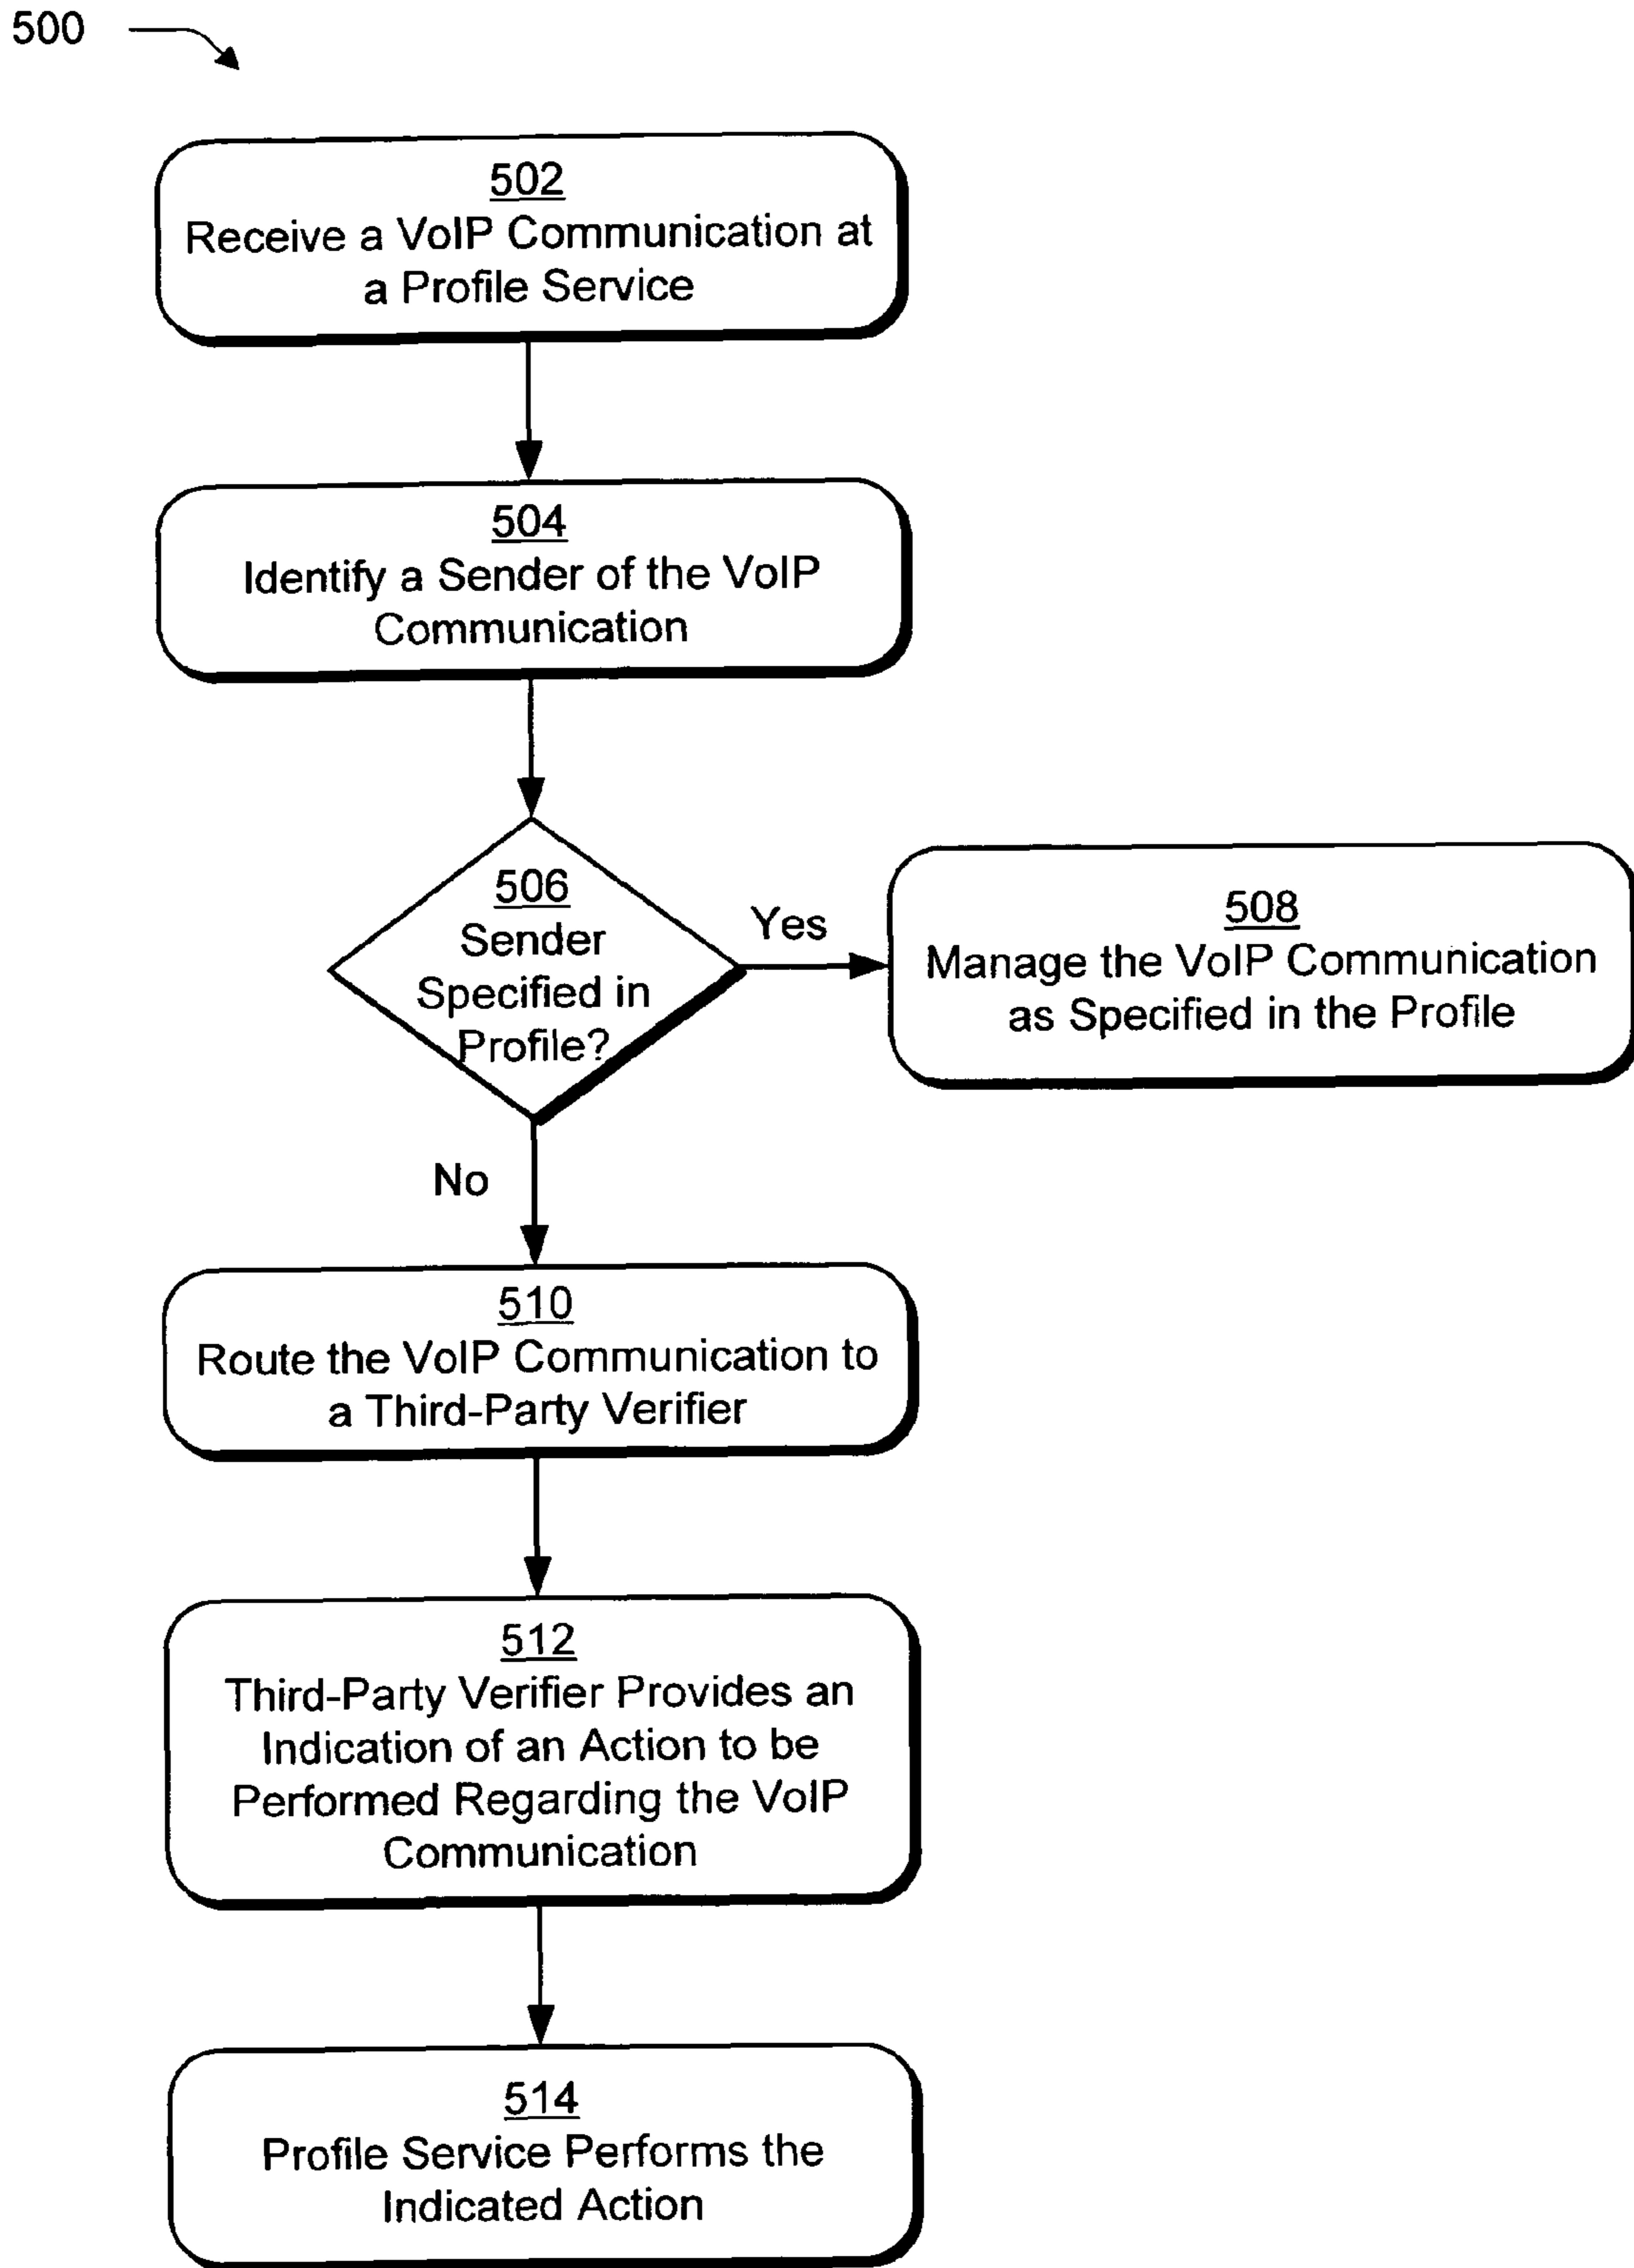 500
502
Receive a VoIP Communication at
a Profile Service
504
Identify a Sender of the VoIP
Communication
506
Sender
Specified in
Profile?
Yes
508
Manage the VoIP Communication
as Specified in the Profile
No
510
Route the VoIP Communication to
a Third-Party Verifier
512
Third-Party Verifier Provides an
Indication of an Action to be
Performed Regarding the VoIP
Communication
514
Profile Service Performs the
Indicated Action